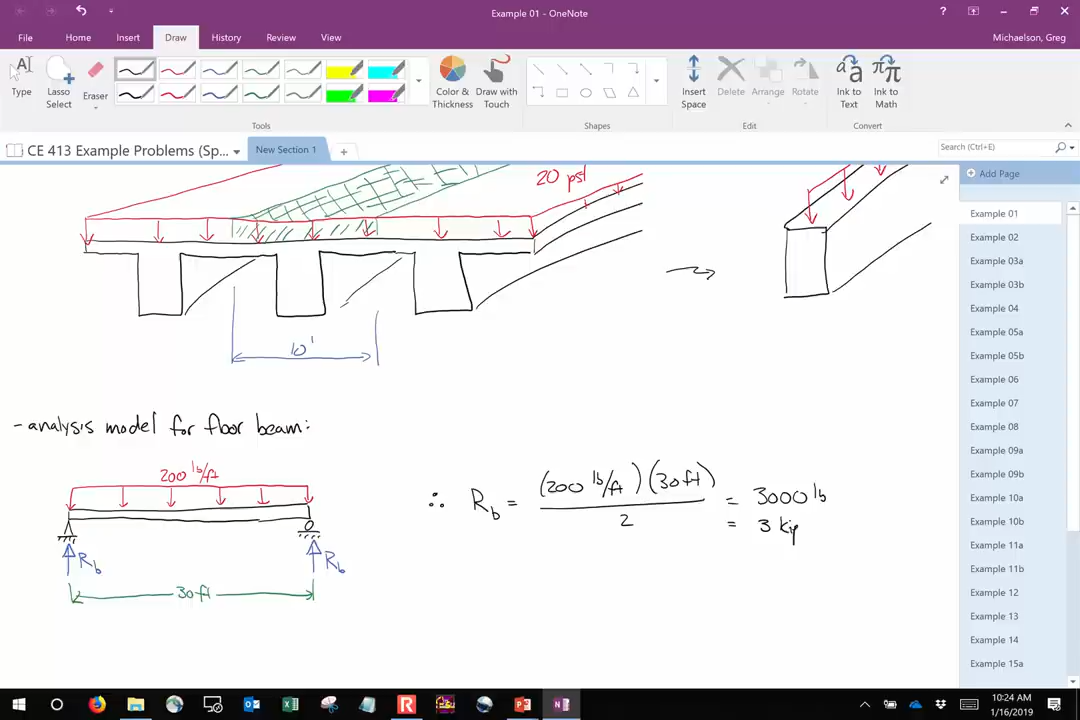 Example 01 - OneNote
?
File
Home
Insert
Draw
History
Review
View
Michaelson, Greg
Type
Lasso Select
Eraser
Color & Thickness
Draw with Touch
Insert Space
Delete
Arrange
Rotate
Ink to Text
Ink to Math
Tools
Shapes
Edit
Convert
CE 413 Example Problems (Sp...
New Section 1
+
Search (Ctrl+E)
Add Page
Example 01
Example 02
Example 03a
Example 03b
Example 04
Example 05a
Example 05b
Example 06
Example 07
Example 08
Example 09a
Example 09b
Example 10a
Example 10b
Example 11a
Example 11b
Example 12
Example 13
Example 14
Example 15a
20 psf
10'
- analysis model for floor beam:
200 lb/ft
Rb
Rb
30 ft
∴ Rb = (200 lb/ft)(30 ft) / 2 = 3000 lb
= 3 kip
10:24 AM
1/16/2019